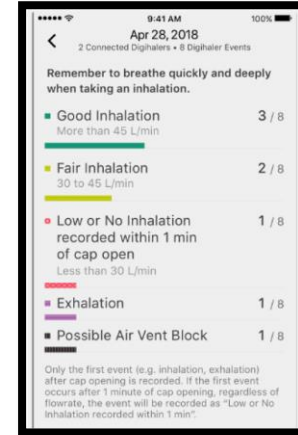 9:41 AM
100%
Apr 28, 2018
2 Connected Digihalers • 8 Digihaler Events
Remember to breathe quickly and deeply
when taking an inhalation.
Good Inhalation 3 / 8
More than 45 L/min
Fair Inhalation 2 / 8
30 to 45 L/min
Low or No Inhalation 1 / 8
recorded within 1 min
of cap open
Less than 30 L/min
Exhalation 1 / 8
Possible Air Vent Block 1 / 8
Only the first event (e.g. inhalation, exhalation)
after cap opening is recorded. If the first event
occurs after 1 minute of cap opening, regardless of
flowrate, the event will be recorded as “Low or No
Inhalation recorded within 1 min”.